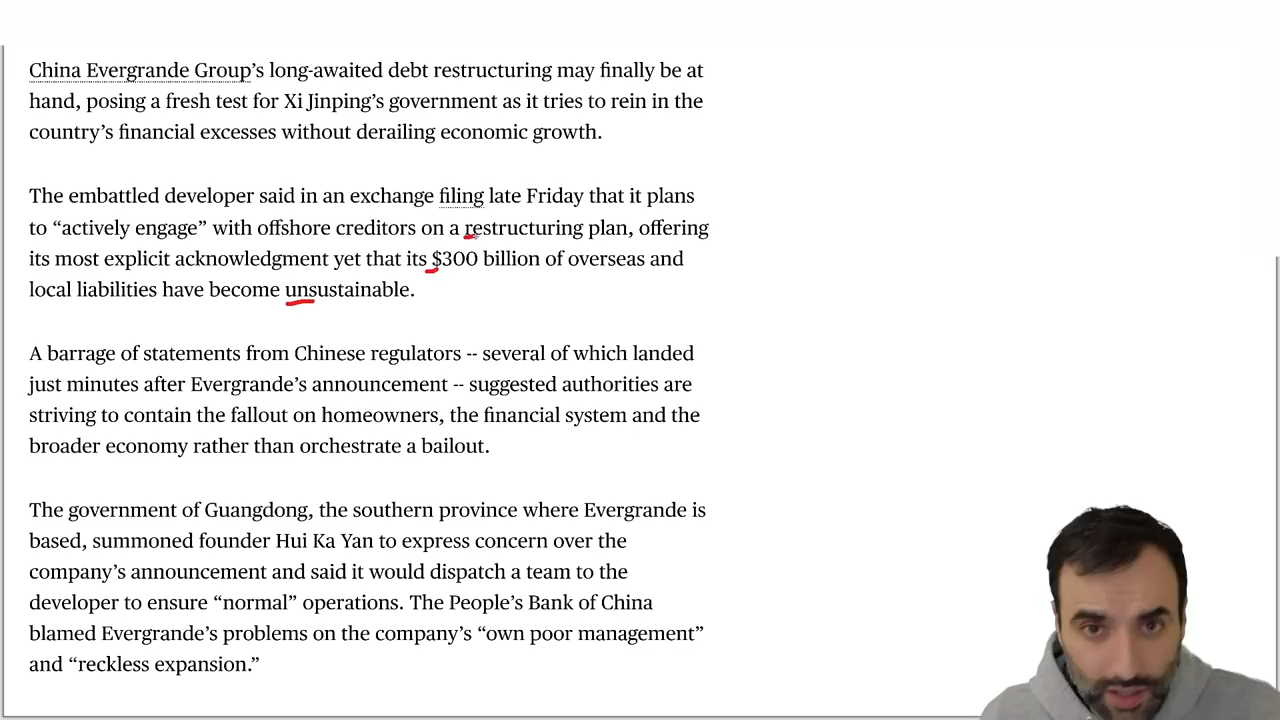 China Evergrande Group’s long-awaited debt restructuring may finally be at
hand, posing a fresh test for Xi Jinping’s government as it tries to rein in the
country’s financial excesses without derailing economic growth.
The embattled developer said in an exchange filing late Friday that it plans
to “actively engage” with offshore creditors on a restructuring plan, offering
its most explicit acknowledgment yet that its $300 billion of overseas and
local liabilities have become unsustainable.
A barrage of statements from Chinese regulators -- several of which landed
just minutes after Evergrande’s announcement -- suggested authorities are
striving to contain the fallout on homeowners, the financial system and the
broader economy rather than orchestrate a bailout.
The government of Guangdong, the southern province where Evergrande is
based, summoned founder Hui Ka Yan to express concern over the
company’s announcement and said it would dispatch a team to the
developer to ensure “normal” operations. The People’s Bank of China
blamed Evergrande’s problems on the company’s “own poor management”
and “reckless expansion.”